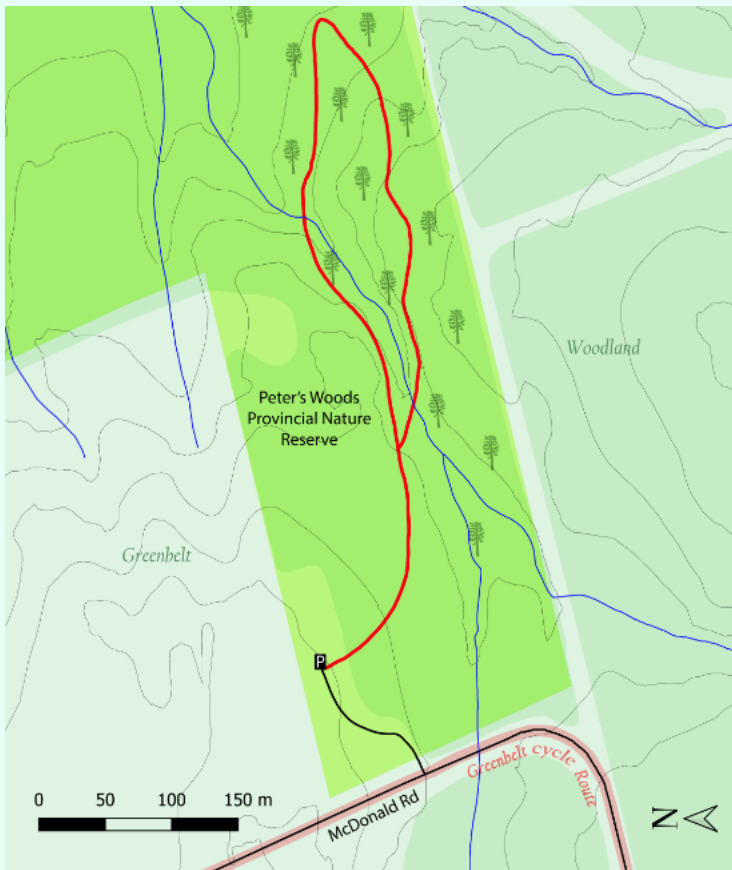 Woodland
Peter's Woods
Provincial Nature
Reserve
Greenbelt
P
Greenbelt cycle Route
McDonald Rd
0 50 100 150 m
N